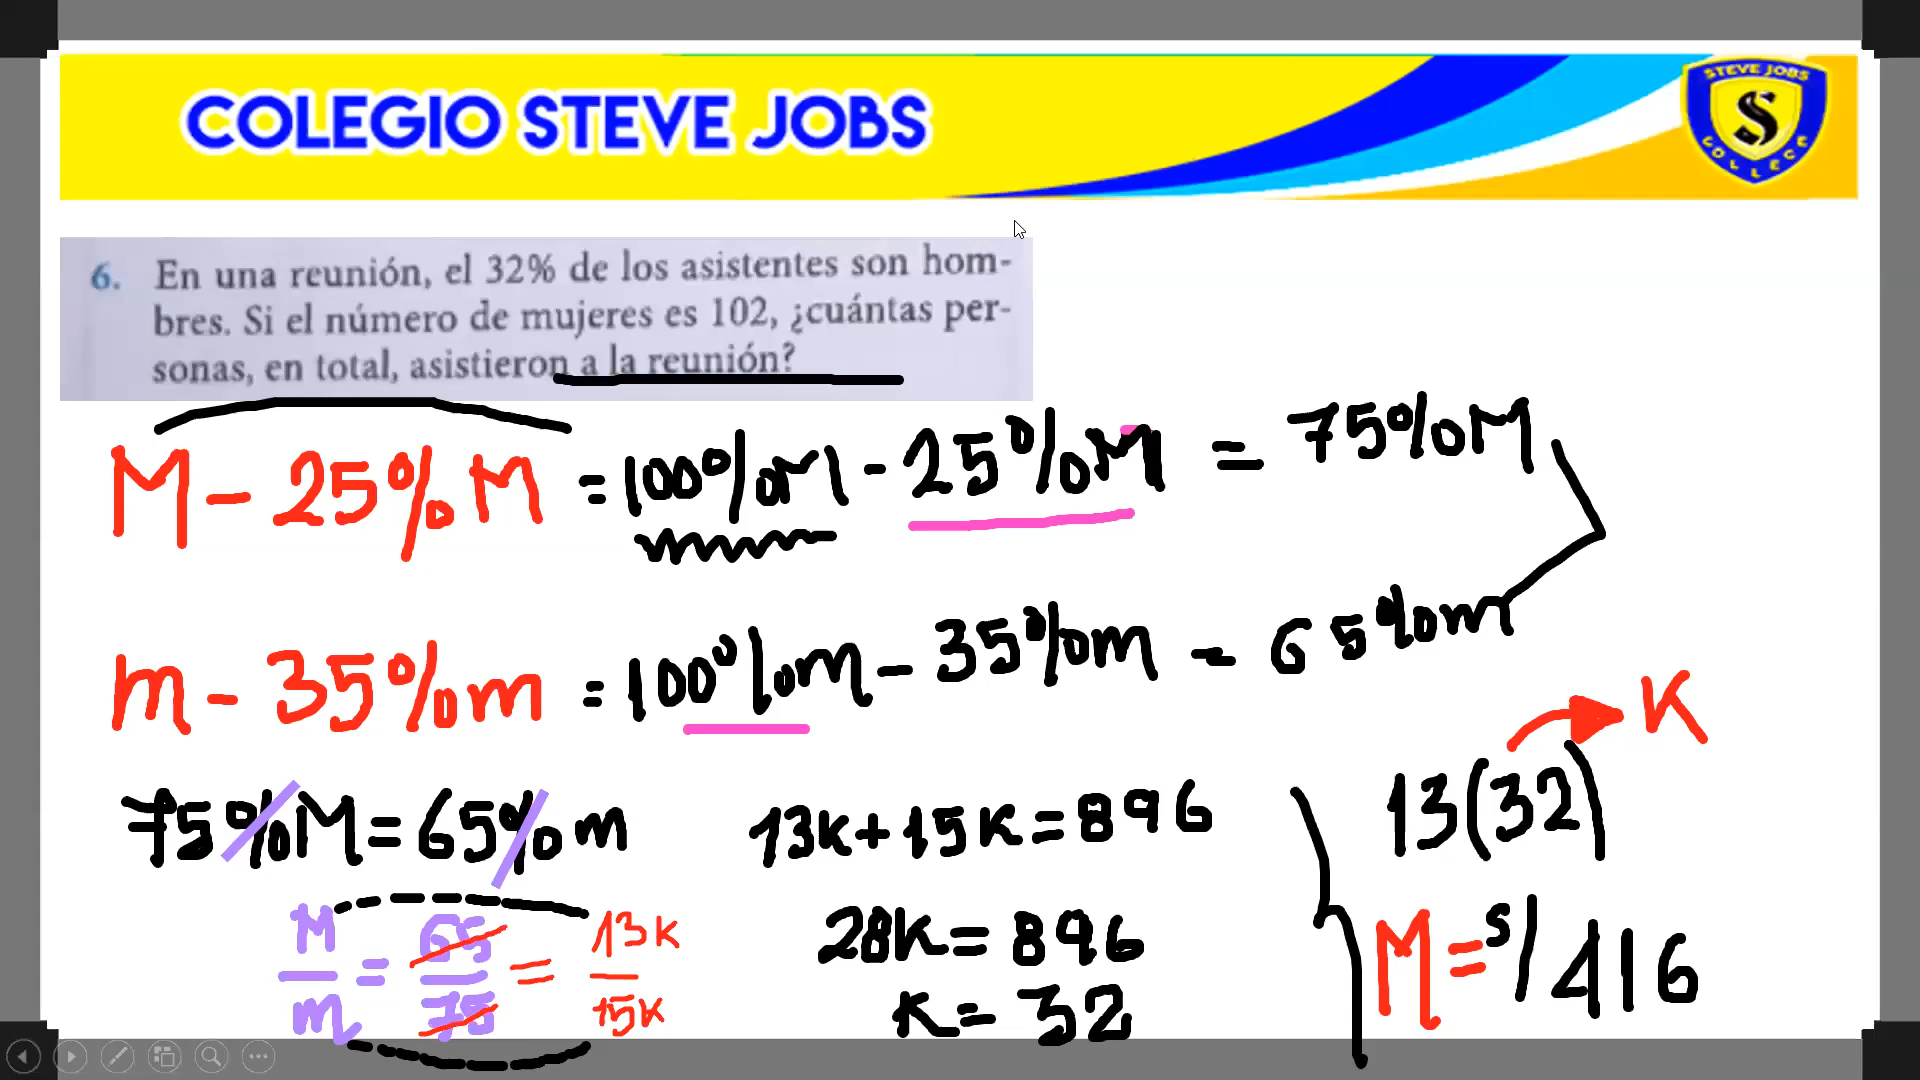 COLEGIO STEVE JOBS
STEVE JOBS
S
COLLEGE
6. En una reunión, el 32% de los asistentes son hom-
bres. Si el número de mujeres es 102, ¿cuántas per-
sonas, en total, asistieron a la reunión?
M - 25% M = 100%M - 25%M = 75%M
m - 35%m = 100%m - 35%m = 65%m
K
75%M = 65%m
13K + 15K = 896
13(32)
M/m = 65/75 = 13K/15K
28K = 896
M = S/ 416
K = 32